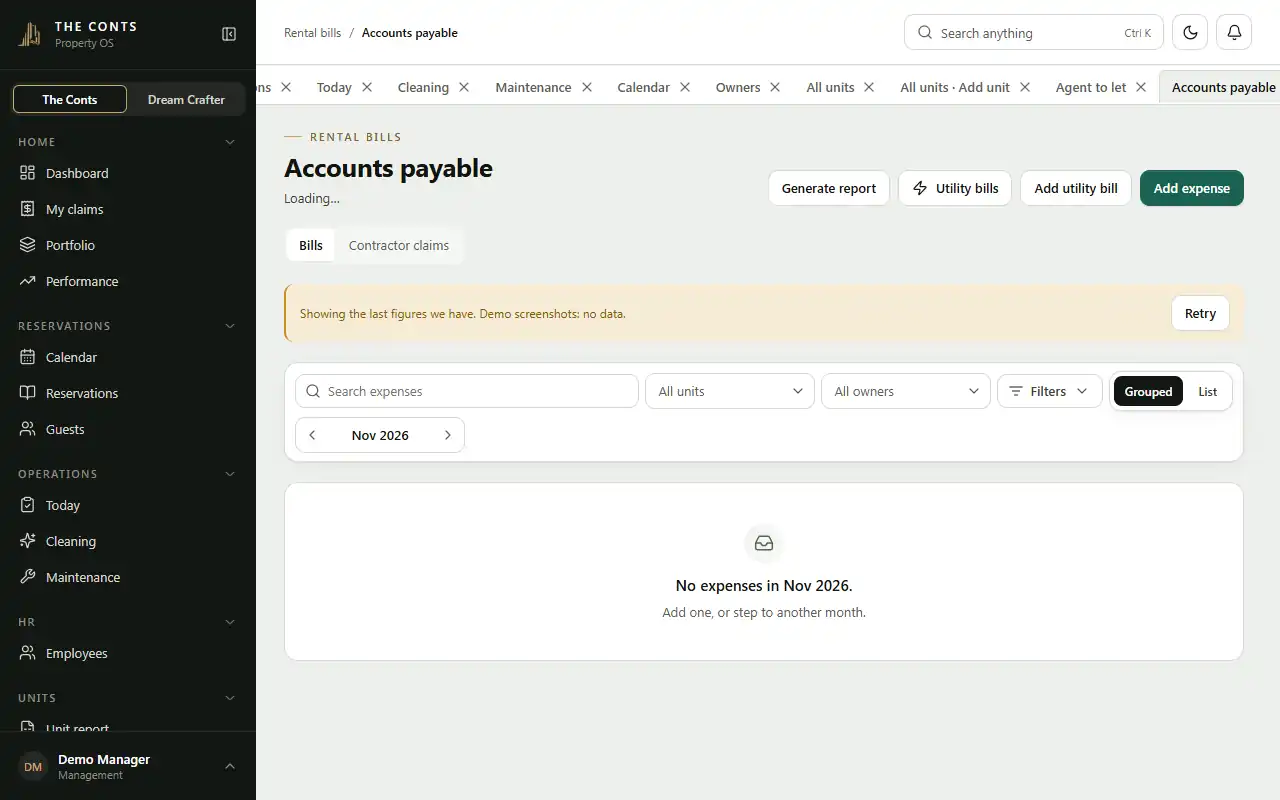 THE CONTS
Property OS
The Conts
Dream Crafter
HOME
Dashboard
My claims
Portfolio
Performance
RESERVATIONS
Calendar
Reservations
Guests
OPERATIONS
Today
Cleaning
Maintenance
HR
Employees
UNITS
Unit report
DM
Demo Manager
Management
Rental bills / Accounts payable
Search anything
Ctrl K
ns
Today
Cleaning
Maintenance
Calendar
Owners
All units
All units · Add unit
Agent to let
Accounts payable
RENTAL BILLS
Accounts payable
Loading...
Generate report
Utility bills
Add utility bill
Add expense
Bills
Contractor claims
Showing the last figures we have. Demo screenshots: no data.
Retry
Search expenses
All units
All owners
Filters
Grouped
List
Nov 2026
No expenses in Nov 2026.
Add one, or step to another month.